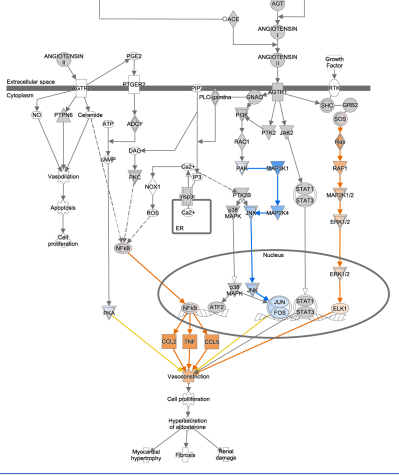 AGT
ACE
ANGIOTENSIN
I
ANGIOTENSIN
II
PGE2
ANGIOTENSIN
II
Growth
Factor
Extracellular space
Cytoplasm
AGTR
PTGER2
PIP2
AGTR1
RTK
PLC-gamma
GNAQ
SHC
GRB2
SOS
NO
PTPN6
Ceramide
ATP
ADCY
PI3K
PTK2
JAK2
RAC1
Ras
cAMP
DAG
PAK
MAP3K1
RAF1
Vasodilation
PKC
NOX1
Ca2+
IP3
PTK2B
STAT1
STAT3
MAP2K1/2
Apoptosis
ROS
Ca2+
p38
MAPK
JNK
MAP2K4
ERK1/2
ER
Cell
proliferation
NFkB
Nucleus
ERK1/2
p38
MAPK
JNK
PKA
NFkB
ATF2
JUN
FOS
STAT1
STAT3
ELK1
CCL2
TNF
CCL5
Vasoconstriction
Cell proliferation
Hypersecretion
of aldosterone
Myocardial
hypertrophy
Fibrosis
Renal
damage